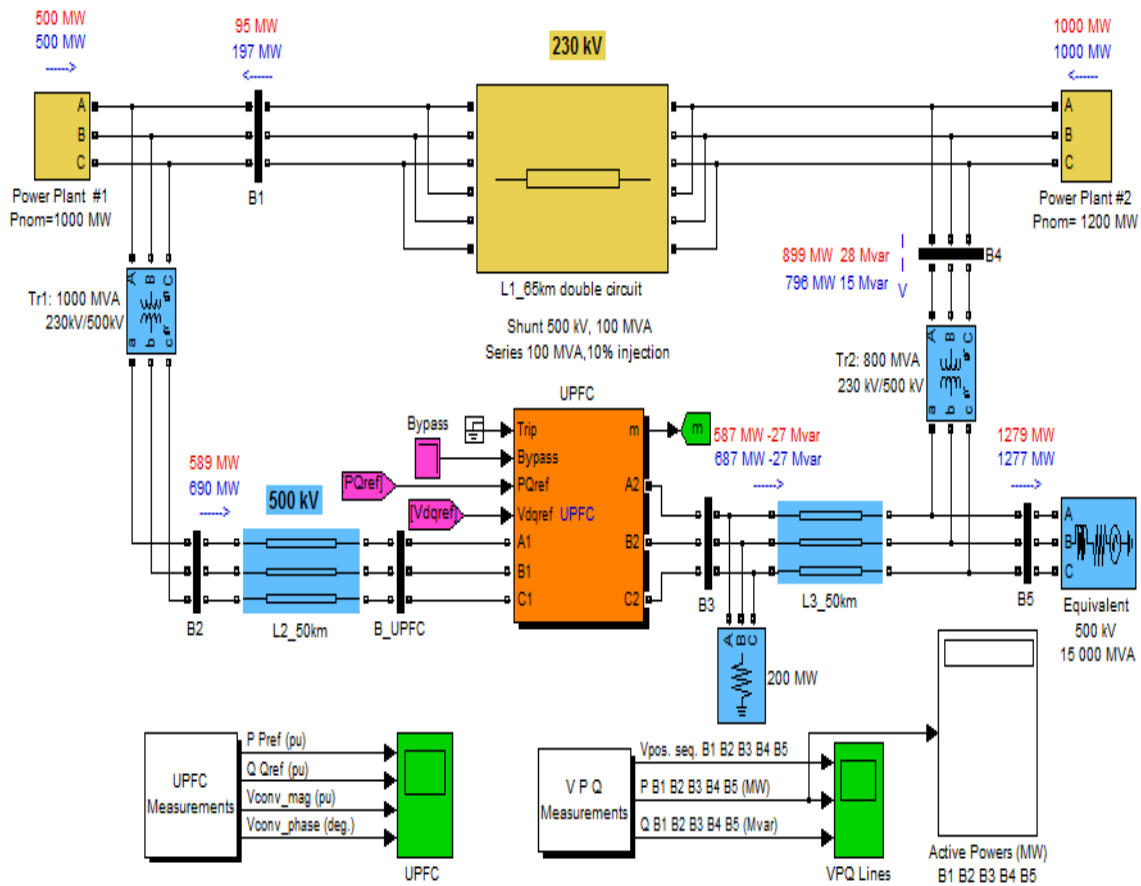 500 MW
500 MW
------>
95 MW
197 MW
<-----
230 kV
1000 MW
1000 MW
<-----
A
B
C
Power Plant #1
Pnom=1000 MW
B1
L1_65km double circuit
A
B
C
Power Plant #2
Pnom= 1200 MW
899 MW 28 Mvar
796 MW 15 Mvar
V
B4
Tr1: 1000 MVA
230kV/500kV
A B C
a b c
Shunt 500 kV, 100 MVA
Series 100 MVA,10% injection
Tr2: 800 MVA
230 kV/500 kV
A B C
a b c
UPFC
Bypass
Trip
Bypass
PQref
Vdqref UPFC
A1
B1
C1
m
A2
B2
C2
m
PQref]
[Vdqref]
589 MW
690 MW
------>
500 kV
587 MW -27 Mvar
687 MW -27 Mvar
------>
1279 MW
1277 MW
------>
B2
L2_50km
B_UPFC
B3
L3_50km
B5
A
B
C
Equivalent
500 kV
15 000 MVA
A B C
200 MW
UPFC
Measurements
P Pref (pu)
Q Qref (pu)
Vconv_mag (pu)
Vconv_phase (deg.)
UPFC
V P Q
Measurements
Vpos. seq. B1 B2 B3 B4 B5
P B1 B2 B3 B4 B5 (MW)
Q B1 B2 B3 B4 B5 (Mvar)
VPQ Lines
Active Powers (MW)
B1 B2 B3 B4 B5